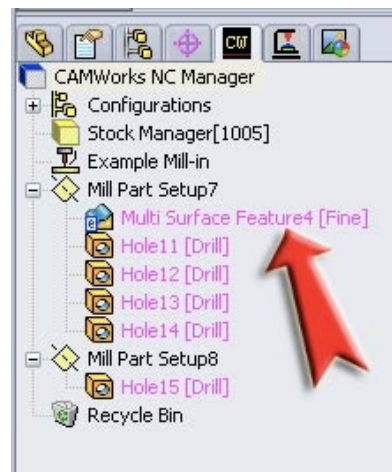 CW
CAMWorks NC Manager
Configurations
Stock Manager[1005]
Example Mill-in
Mill Part Setup7
Multi Surface Feature4 [Fine]
Hole11 [Drill]
Hole12 [Drill]
Hole13 [Drill]
Hole14 [Drill]
Mill Part Setup8
Hole15 [Drill]
Recycle Bin